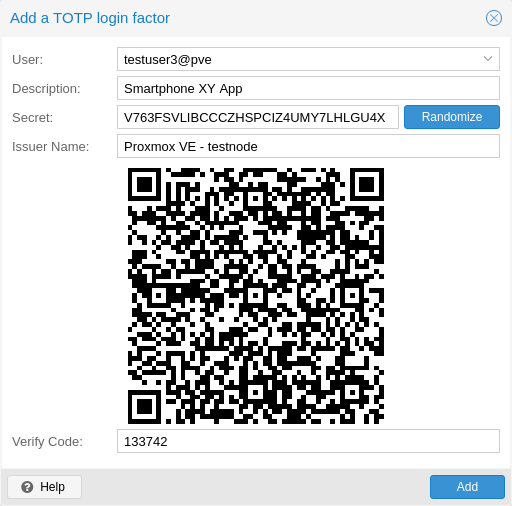 Add a TOTP login factor
User: testuser3@pve
Description: Smartphone XY App
Secret: V763FSVLIBCCCZHSPCIZ4UMY7LHLGU4X Randomize
Issuer Name: Proxmox VE - testnode
Verify Code: 133742
Help Add